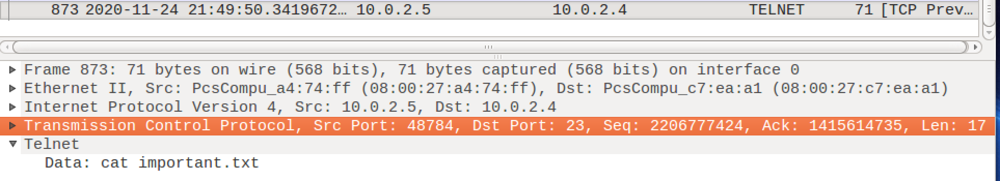 873 2020-11-24 21:49:50.3419672… 10.0.2.5 10.0.2.4 TELNET 71 [TCP Prev…
Frame 873: 71 bytes on wire (568 bits), 71 bytes captured (568 bits) on interface 0
Ethernet II, Src: PcsCompu_a4:74:ff (08:00:27:a4:74:ff), Dst: PcsCompu_c7:ea:a1 (08:00:27:c7:ea:a1)
Internet Protocol Version 4, Src: 10.0.2.5, Dst: 10.0.2.4
Transmission Control Protocol, Src Port: 48784, Dst Port: 23, Seq: 2206777424, Ack: 1415614735, Len: 17
Telnet
Data: cat important.txt